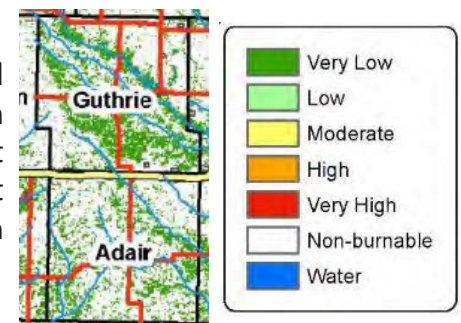 Guthrie
Adair
Very Low
Low
Moderate
High
Very High
Non-burnable
Water